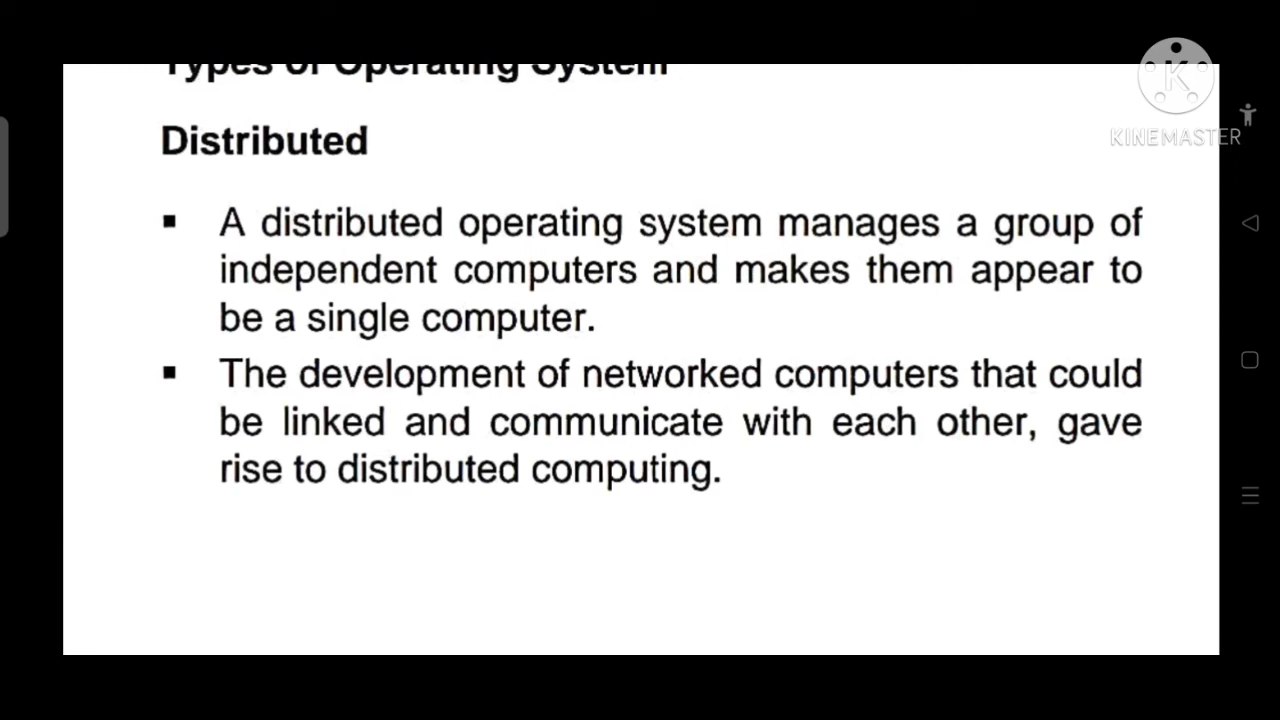 Types of Operating System
KINEMASTER
Distributed
▪ A distributed operating system manages a group of
independent computers and makes them appear to
be a single computer.
▪ The development of networked computers that could
be linked and communicate with each other, gave
rise to distributed computing.